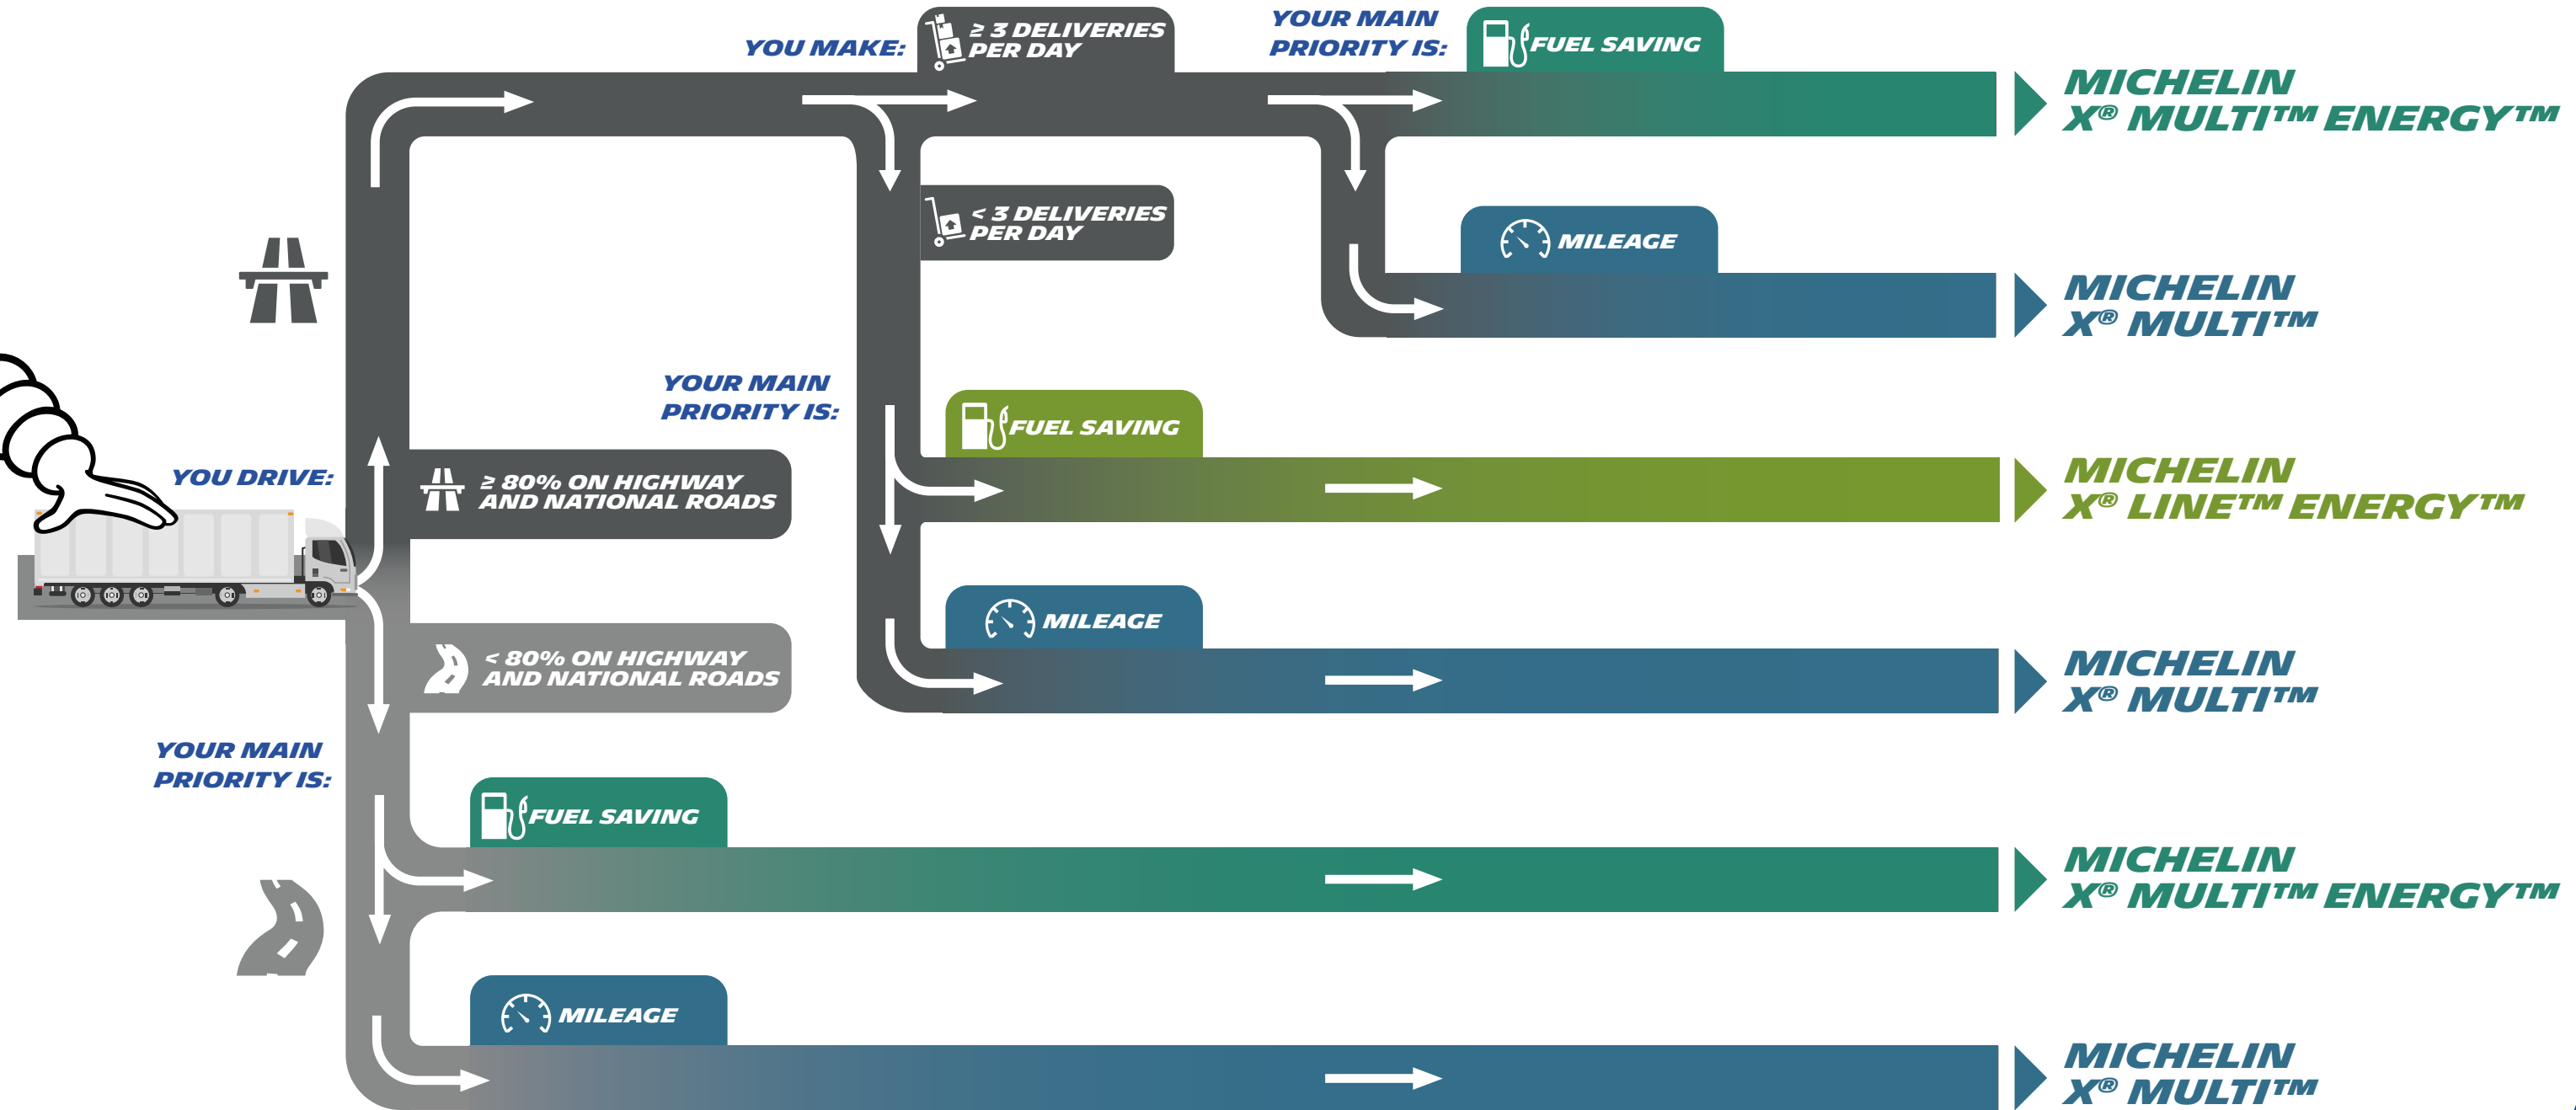 YOU MAKE:
≥ 3 DELIVERIES
PER DAY
YOUR MAIN
PRIORITY IS:
FUEL SAVING
MICHELIN
X® MULTI™ ENERGY™
< 3 DELIVERIES
PER DAY
MILEAGE
MICHELIN
X® MULTI™
YOUR MAIN
PRIORITY IS:
FUEL SAVING
MICHELIN
X® LINE™ ENERGY™
YOU DRIVE:
≥ 80% ON HIGHWAY
AND NATIONAL ROADS
MILEAGE
MICHELIN
X® MULTI™
< 80% ON HIGHWAY
AND NATIONAL ROADS
YOUR MAIN
PRIORITY IS:
FUEL SAVING
MICHELIN
X® MULTI™ ENERGY™
MILEAGE
MICHELIN
X® MULTI™